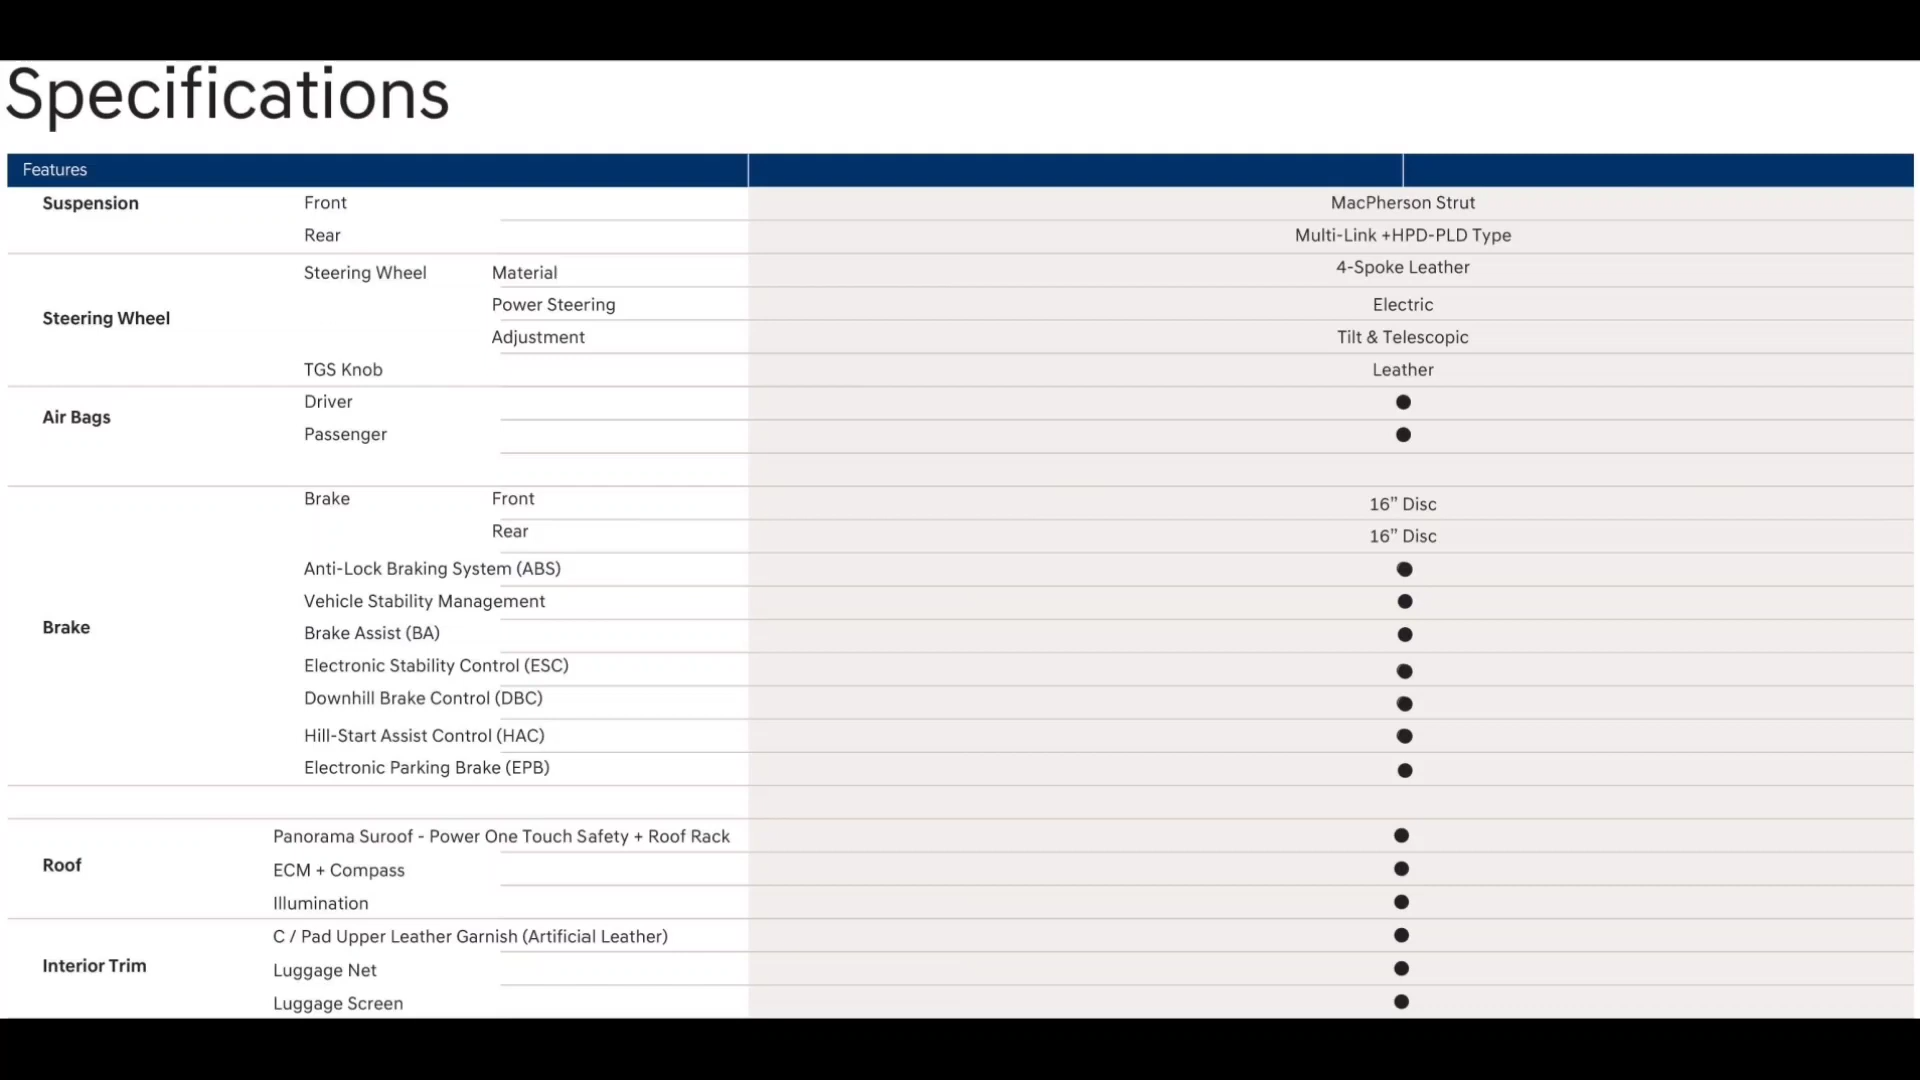 Specifications
Features
Suspension Front MacPherson Strut
Rear Multi-Link +HPD-PLD Type
Steering Wheel Material 4-Spoke Leather
Power Steering Electric
Steering Wheel
Adjustment Tilt & Telescopic
TGS Knob Leather
Driver ●
Air Bags
Passenger ●
Brake Front 16” Disc
Rear 16” Disc
Anti-Lock Braking System (ABS) ●
Vehicle Stability Management ●
Brake
Brake Assist (BA) ●
Electronic Stability Control (ESC) ●
Downhill Brake Control (DBC) ●
Hill-Start Assist Control (HAC) ●
Electronic Parking Brake (EPB) ●
Panorama Suroof - Power One Touch Safety + Roof Rack ●
Roof
ECM + Compass ●
Illumination ●
C / Pad Upper Leather Garnish (Artificial Leather) ●
Interior Trim
Luggage Net ●
Luggage Screen ●